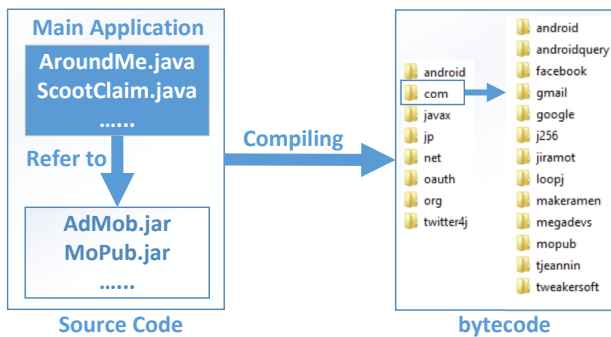 Main Application
AroundMe.java
ScootClaim.java
......
Refer to
AdMob.jar
MoPub.jar
......
Source Code
Compiling
android
com
javax
jp
net
oauth
org
twitter4j
android
androidquery
facebook
gmail
google
j256
jiramot
loopj
makeramen
megadevs
mopub
tjeannin
tweakersoft
bytecode